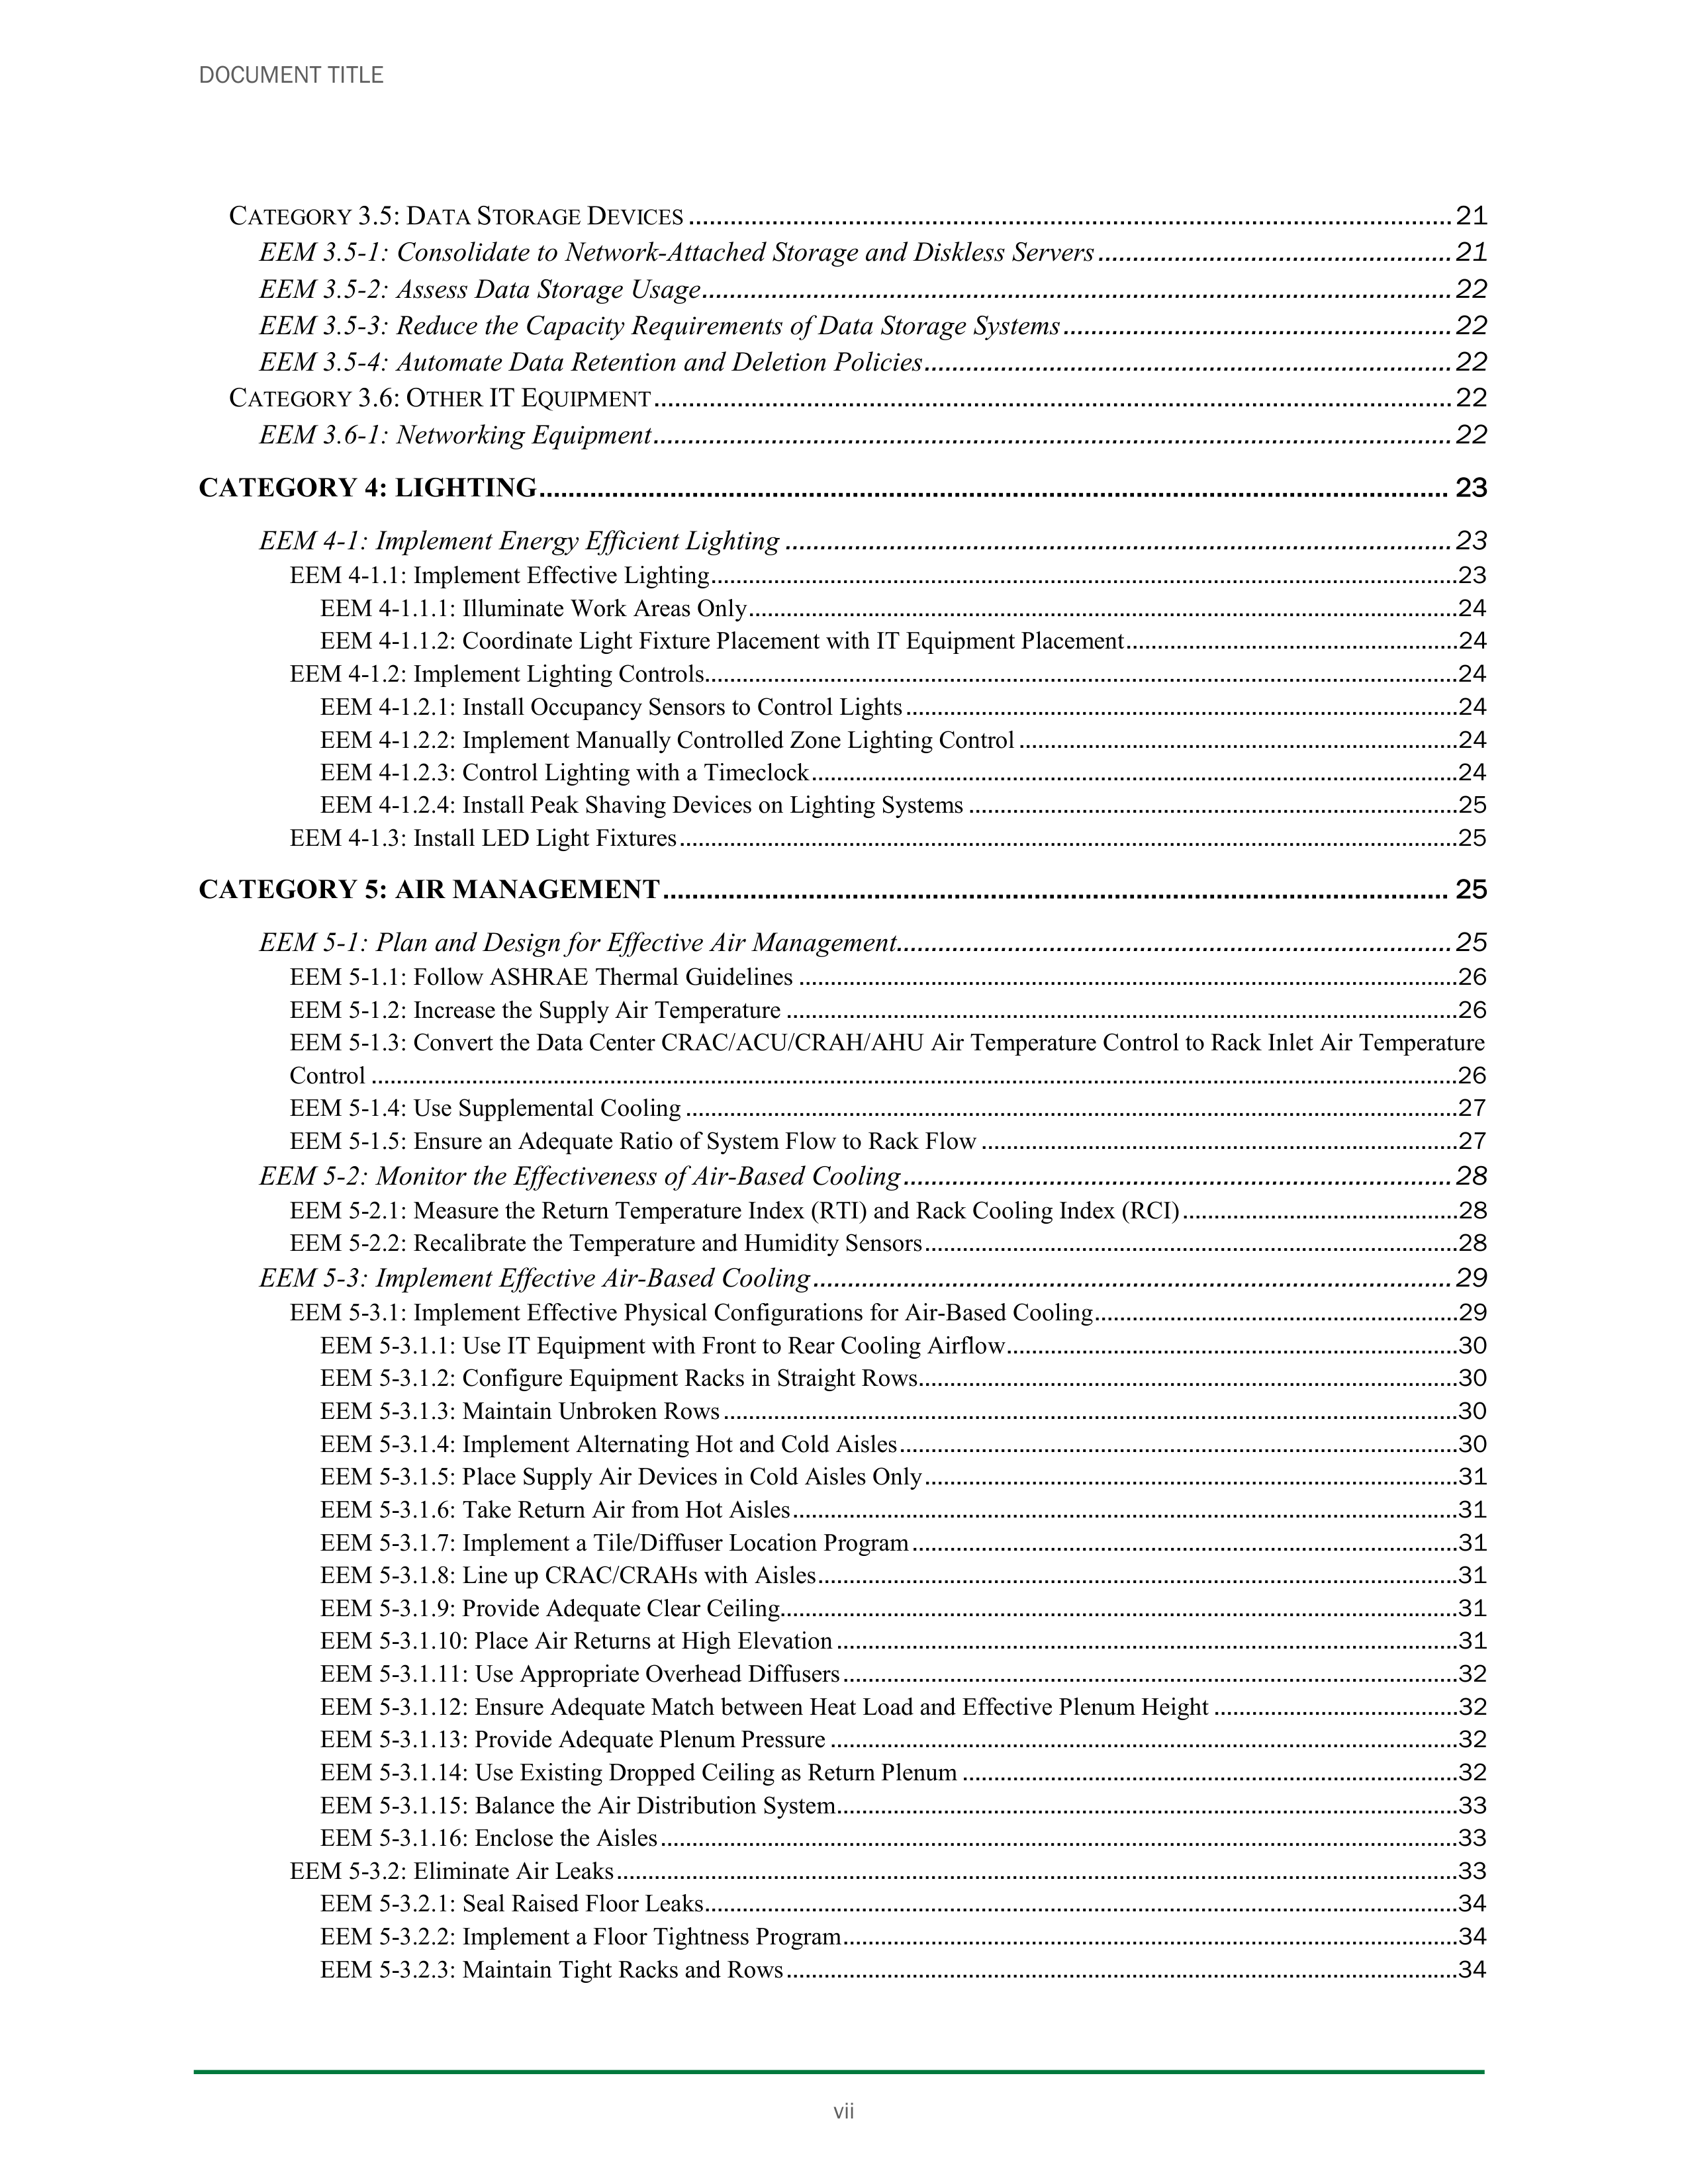 DOCUMENT TITLE
CATEGORY 3.5: DATA STORAGE DEVICES 21
EEM 3.5-1: Consolidate to Network-Attached Storage and Diskless Servers 21
EEM 3.5-2: Assess Data Storage Usage 22
EEM 3.5-3: Reduce the Capacity Requirements of Data Storage Systems 22
EEM 3.5-4: Automate Data Retention and Deletion Policies 22
CATEGORY 3.6: OTHER IT EQUIPMENT 22
EEM 3.6-1: Networking Equipment 22
CATEGORY 4: LIGHTING 23
EEM 4-1: Implement Energy Efficient Lighting 23
EEM 4-1.1: Implement Effective Lighting 23
EEM 4-1.1.1: Illuminate Work Areas Only 24
EEM 4-1.1.2: Coordinate Light Fixture Placement with IT Equipment Placement 24
EEM 4-1.2: Implement Lighting Controls 24
EEM 4-1.2.1: Install Occupancy Sensors to Control Lights 24
EEM 4-1.2.2: Implement Manually Controlled Zone Lighting Control 24
EEM 4-1.2.3: Control Lighting with a Timeclock 24
EEM 4-1.2.4: Install Peak Shaving Devices on Lighting Systems 25
EEM 4-1.3: Install LED Light Fixtures 25
CATEGORY 5: AIR MANAGEMENT 25
EEM 5-1: Plan and Design for Effective Air Management 25
EEM 5-1.1: Follow ASHRAE Thermal Guidelines 26
EEM 5-1.2: Increase the Supply Air Temperature 26
EEM 5-1.3: Convert the Data Center CRAC/ACU/CRAH/AHU Air Temperature Control to Rack Inlet Air Temperature
Control 26
EEM 5-1.4: Use Supplemental Cooling 27
EEM 5-1.5: Ensure an Adequate Ratio of System Flow to Rack Flow 27
EEM 5-2: Monitor the Effectiveness of Air-Based Cooling 28
EEM 5-2.1: Measure the Return Temperature Index (RTI) and Rack Cooling Index (RCI) 28
EEM 5-2.2: Recalibrate the Temperature and Humidity Sensors 28
EEM 5-3: Implement Effective Air-Based Cooling 29
EEM 5-3.1: Implement Effective Physical Configurations for Air-Based Cooling 29
EEM 5-3.1.1: Use IT Equipment with Front to Rear Cooling Airflow 30
EEM 5-3.1.2: Configure Equipment Racks in Straight Rows 30
EEM 5-3.1.3: Maintain Unbroken Rows 30
EEM 5-3.1.4: Implement Alternating Hot and Cold Aisles 30
EEM 5-3.1.5: Place Supply Air Devices in Cold Aisles Only 31
EEM 5-3.1.6: Take Return Air from Hot Aisles 31
EEM 5-3.1.7: Implement a Tile/Diffuser Location Program 31
EEM 5-3.1.8: Line up CRAC/CRAHs with Aisles 31
EEM 5-3.1.9: Provide Adequate Clear Ceiling 31
EEM 5-3.1.10: Place Air Returns at High Elevation 31
EEM 5-3.1.11: Use Appropriate Overhead Diffusers 32
EEM 5-3.1.12: Ensure Adequate Match between Heat Load and Effective Plenum Height 32
EEM 5-3.1.13: Provide Adequate Plenum Pressure 32
EEM 5-3.1.14: Use Existing Dropped Ceiling as Return Plenum 32
EEM 5-3.1.15: Balance the Air Distribution System 33
EEM 5-3.1.16: Enclose the Aisles 33
EEM 5-3.2: Eliminate Air Leaks 33
EEM 5-3.2.1: Seal Raised Floor Leaks 34
EEM 5-3.2.2: Implement a Floor Tightness Program 34
EEM 5-3.2.3: Maintain Tight Racks and Rows 34
vii